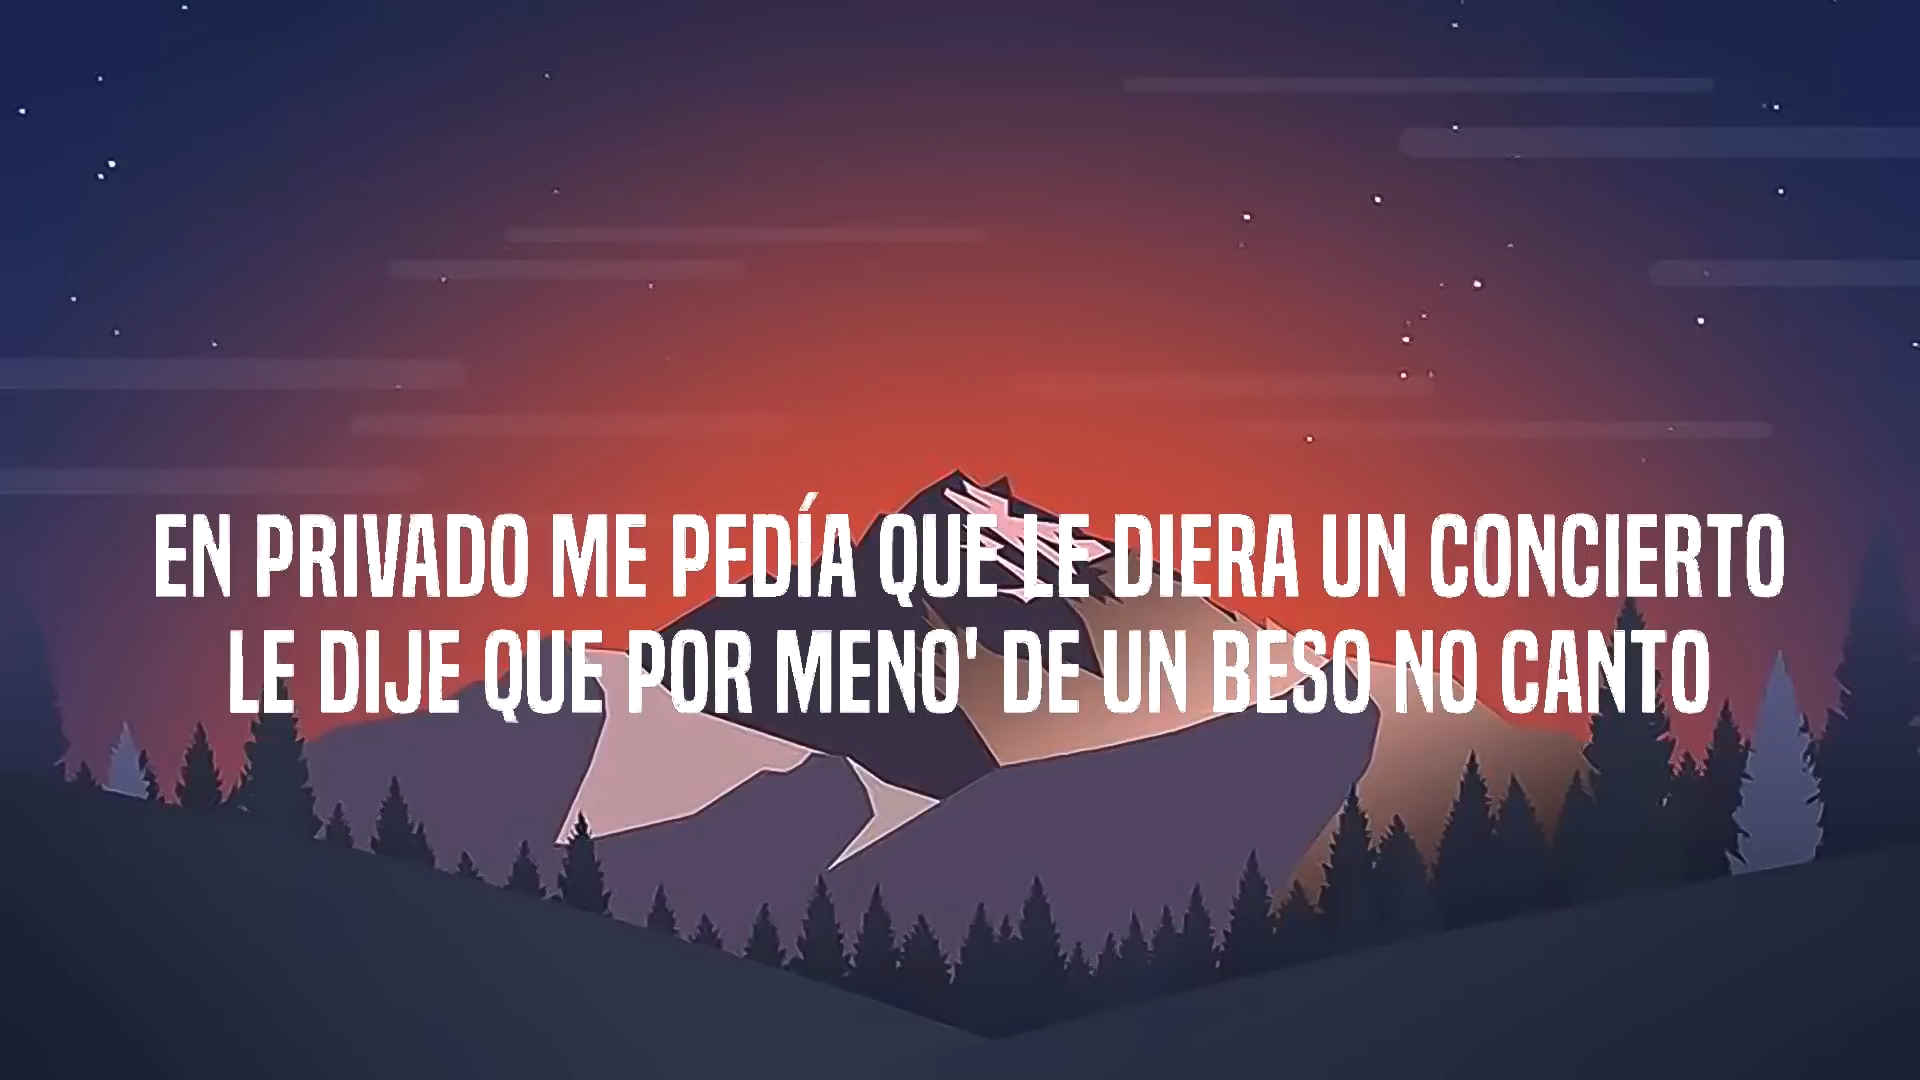 EN PRIVADO ME PEDÍA QUE LE DIERA UN CONCIERTO
LE DIJE QUE POR MENO' DE UN BESO NO CANTO